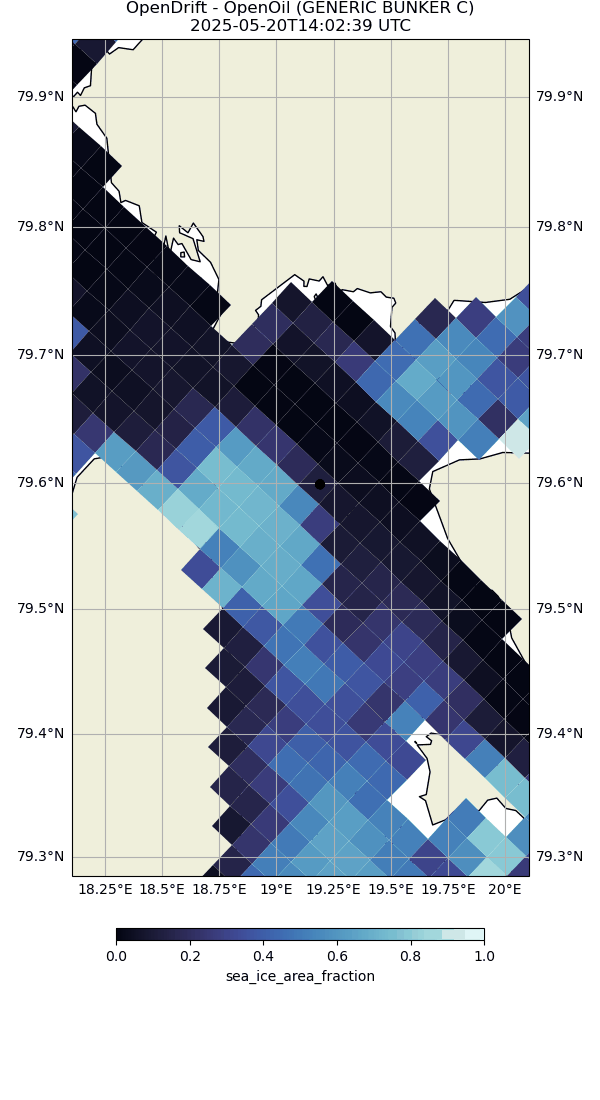 OpenDrift - OpenOil (GENERIC BUNKER C)
2025-05-20T14:02:39 UTC
79.9°N 79.9°N
79.8°N 79.8°N
79.7°N 79.7°N
79.6°N 79.6°N
79.5°N 79.5°N
79.4°N 79.4°N
79.3°N 79.3°N
18.25°E 18.5°E 18.75°E 19°E 19.25°E 19.5°E 19.75°E 20°E
0.0 0.2 0.4 0.6 0.8 1.0
sea_ice_area_fraction